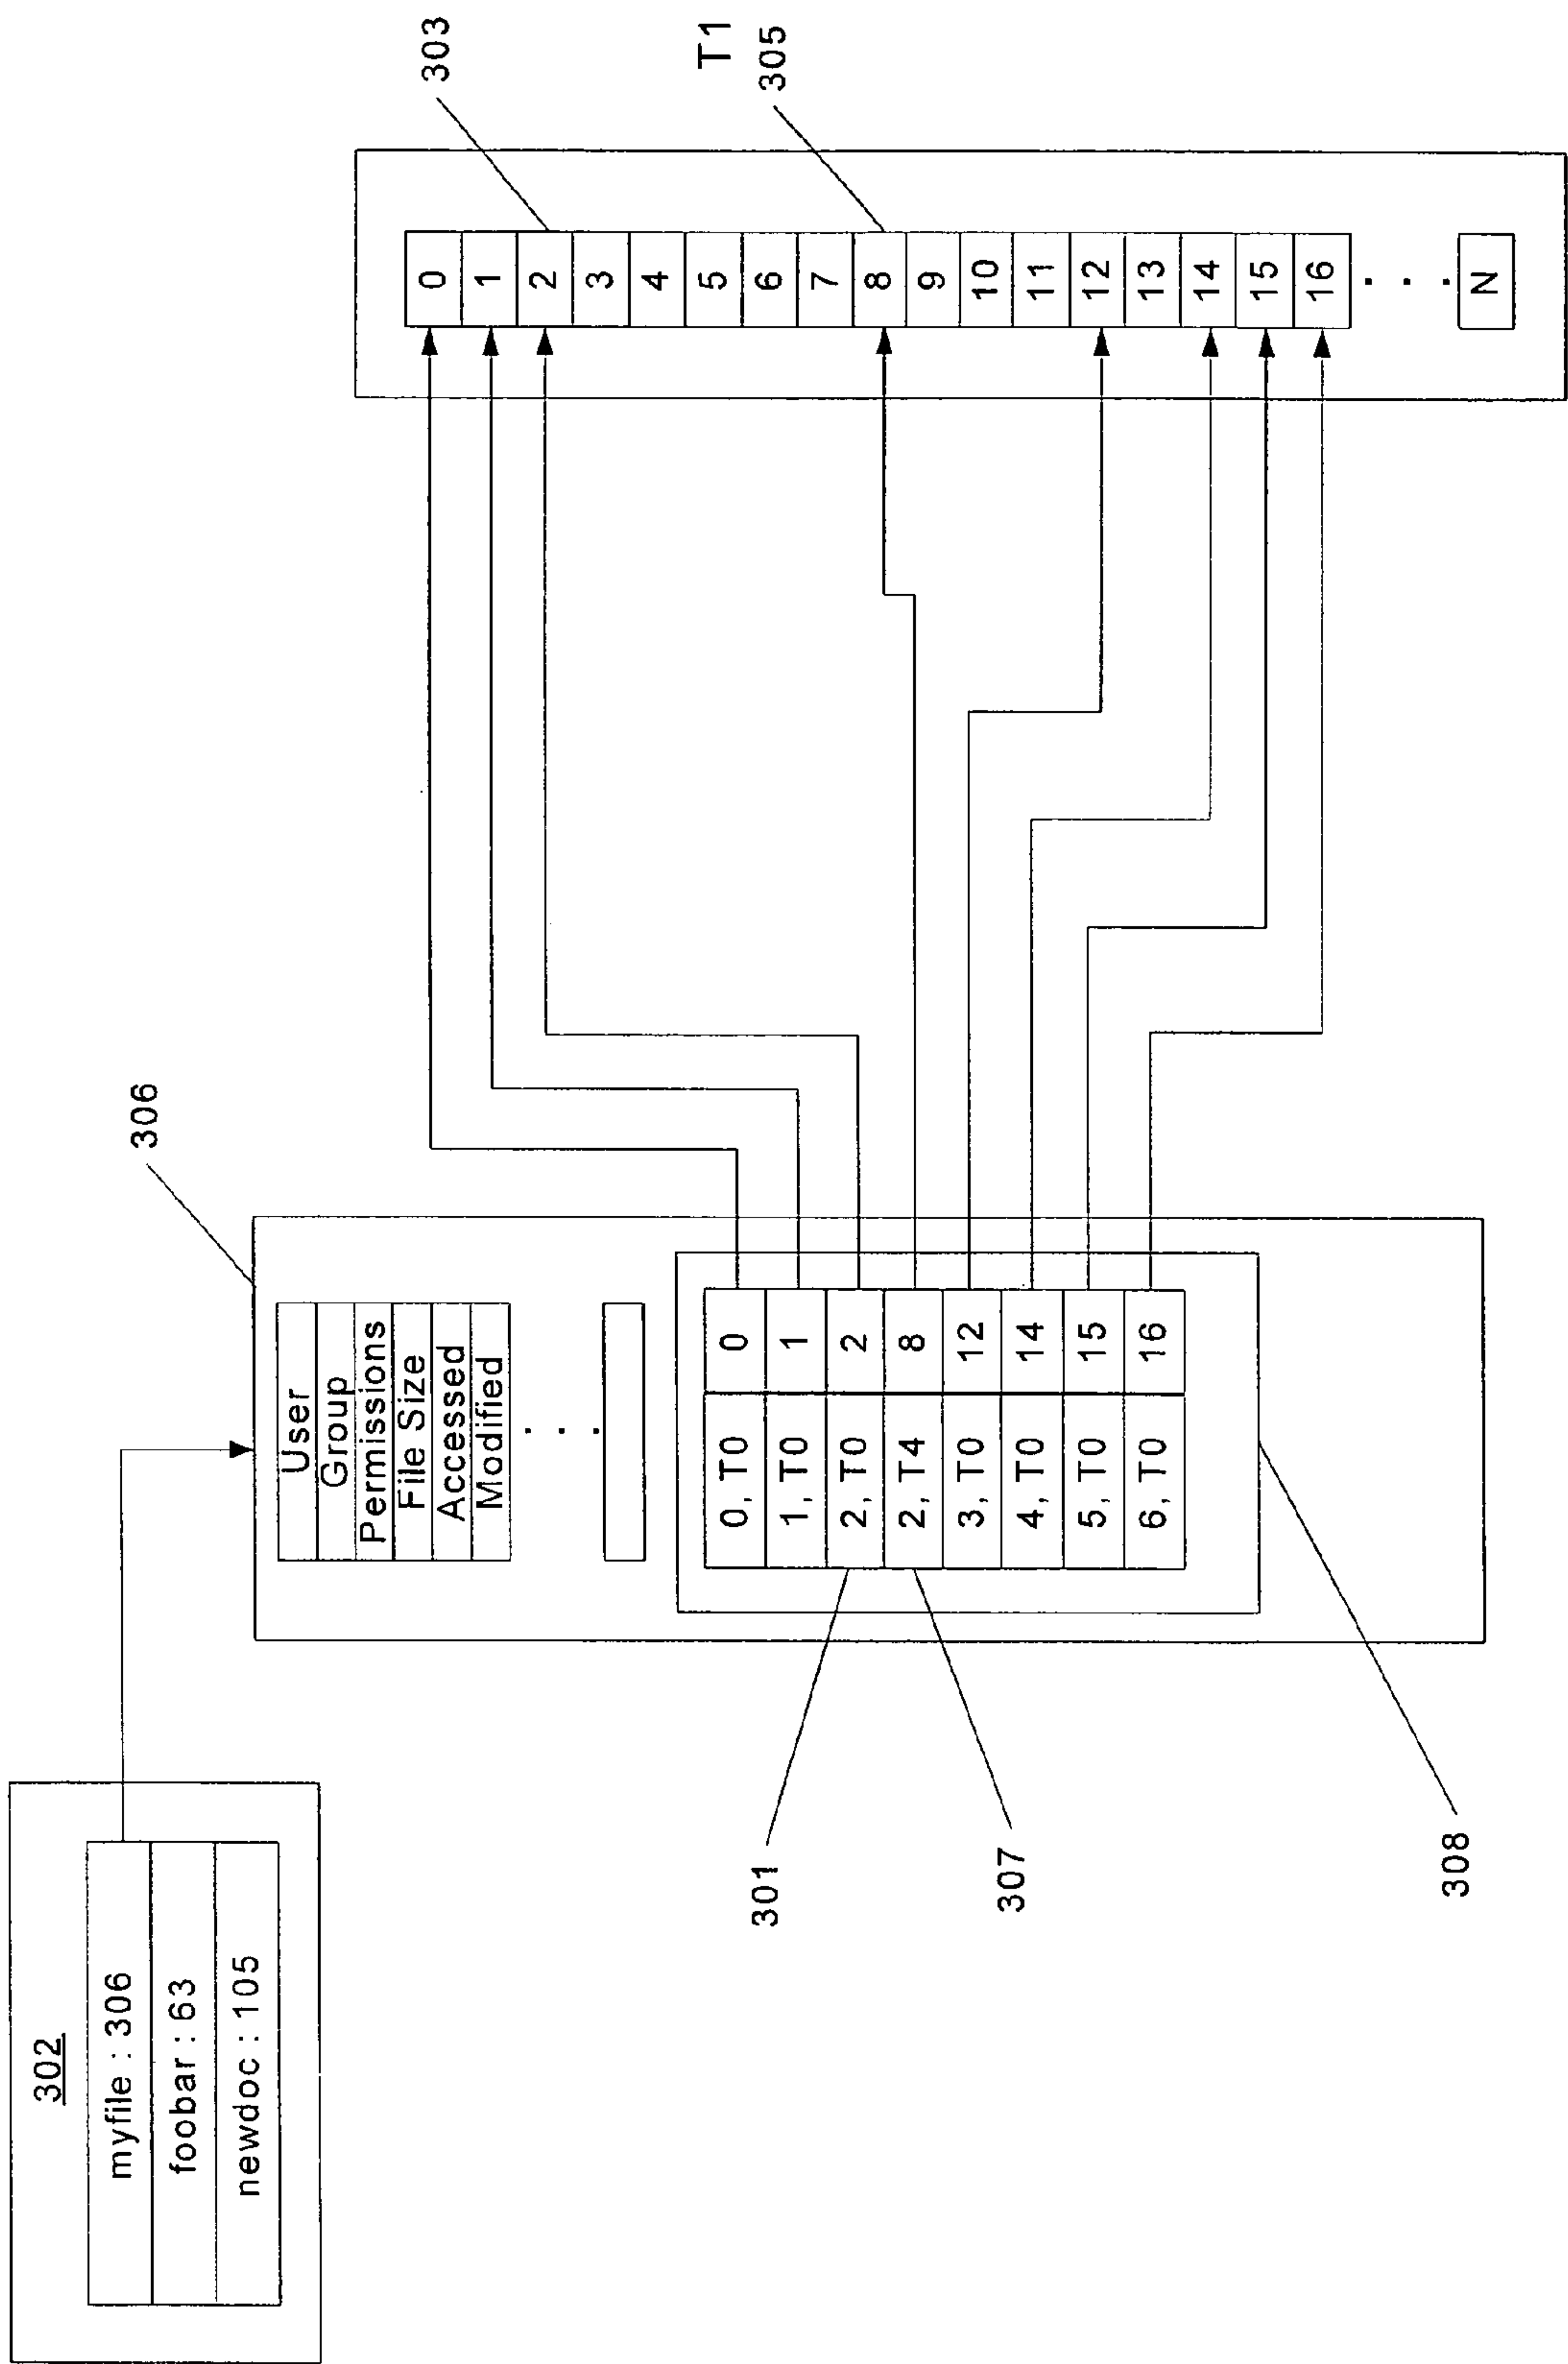 302
myfile : 306
foobar : 63
newdoc : 105
306
User
Group
Permissions
File Size
Accessed
Modified
. . .
0, T0 0
1, T0 1
2, T0 2
2, T4 8
3, T0 12
4, T0 14
5, T0 15
6, T0 16
301
307
308
303
T1
305
0
1
2
3
4
5
6
7
8
9
10
11
12
13
14
15
16
. . .
N